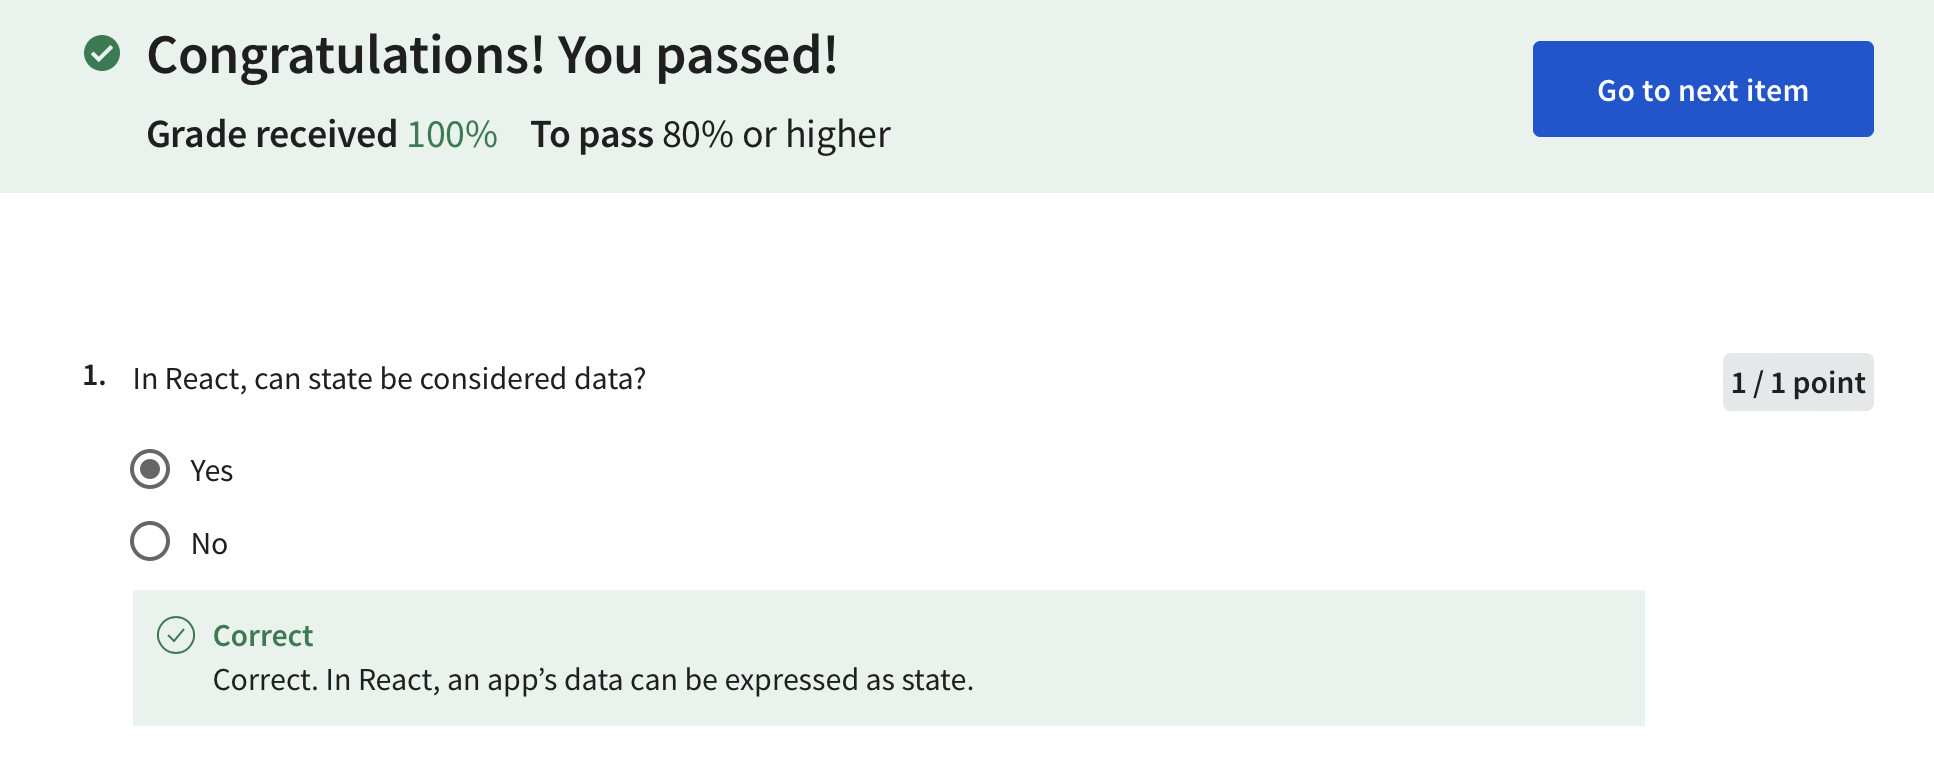 Congratulations! You passed!
Grade received 100% To pass 80% or higher
Go to next item
1. In React, can state be considered data?
1 / 1 point
Yes
No
Correct
Correct. In React, an app’s data can be expressed as state.